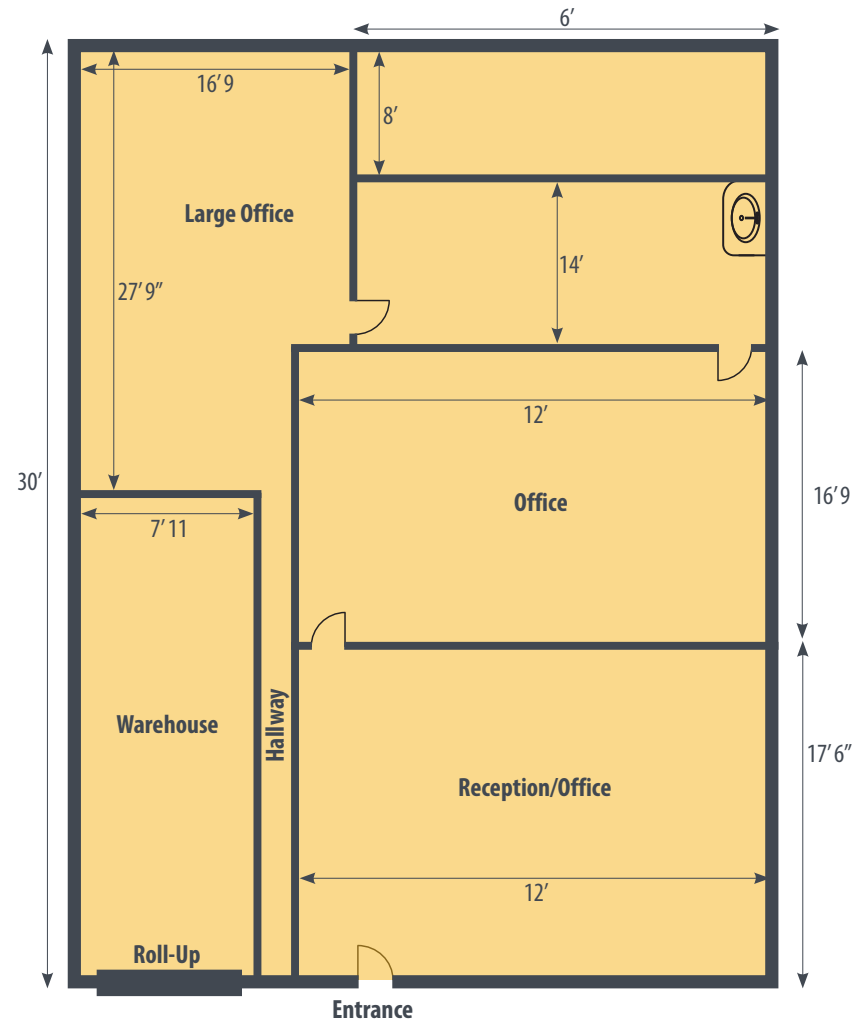 6’
16’ 9
8’
Large Office
14’
27’ 9”
12’
30’
Office
16’ 9
7’ 11
Hallway
Warehouse
17’ 6”
Reception/Office
12’
Roll-Up
Entrance